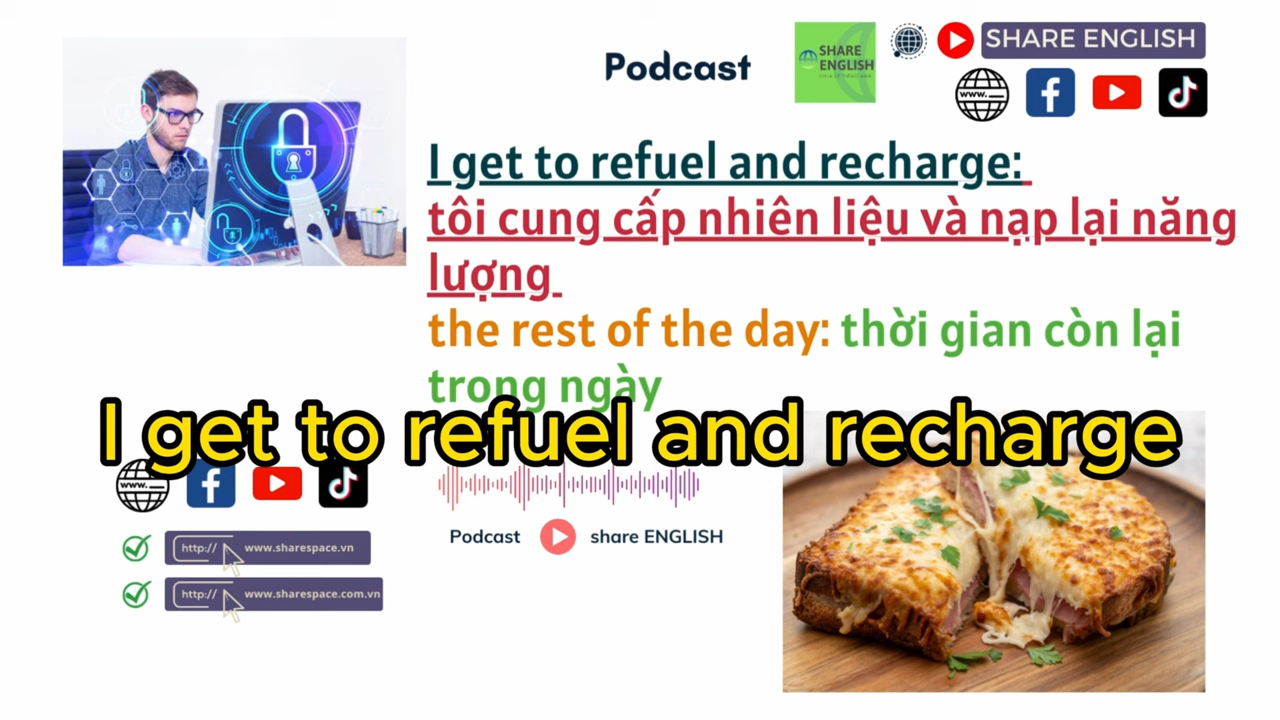 Podcast
SHARE
ENGLISH
SHARE ENGLISH
www.
I get to refuel and recharge:
tôi cung cấp nhiên liệu và nạp lại năng
lượng
the rest of the day: thời gian còn lại
trong ngày
I get to refuel and recharge
www.
Podcast
share ENGLISH
http://
www.sharespace.vn
http://
www.sharespace.com.vn